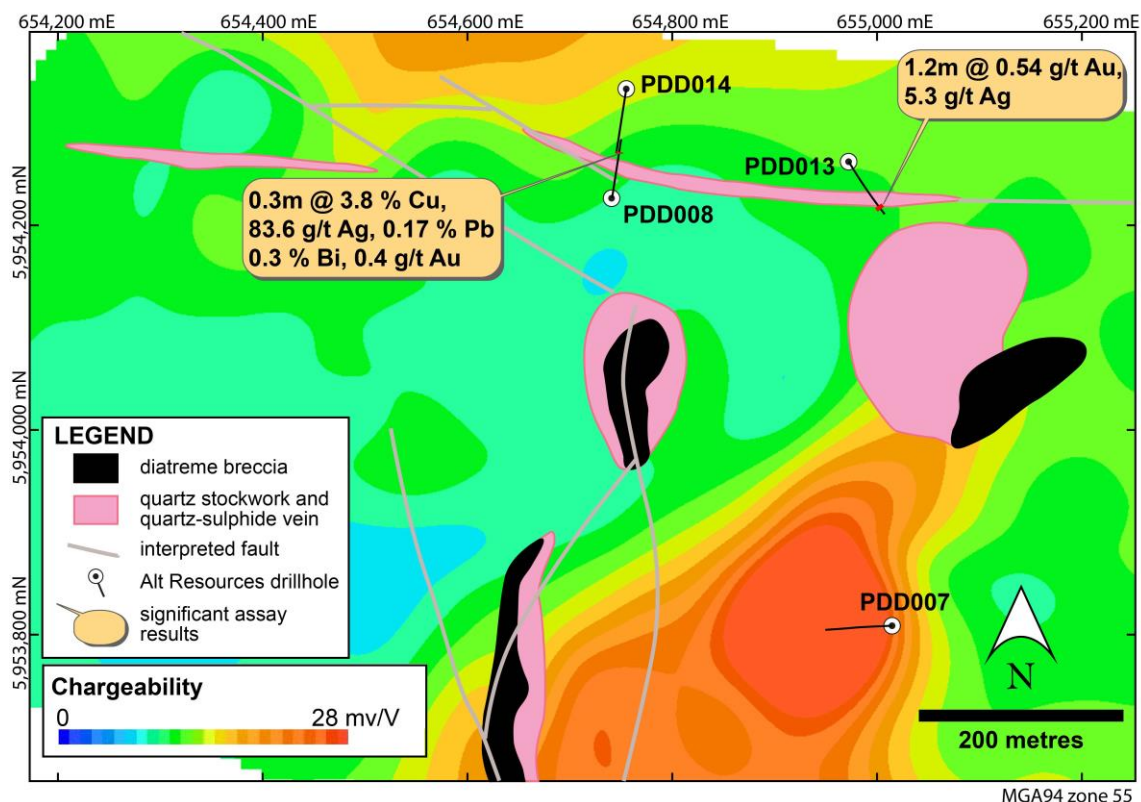 654,200 mE
654,400 mE
654,600 mE
654,800 mE
655,000 mE
655,200 mE
5,954,200 mN
5,954,000 mN
5,953,800 mN
PDD014
1.2m @ 0.54 g/t Au,
5.3 g/t Ag
PDD013
0.3m @ 3.8 % Cu,
83.6 g/t Ag, 0.17 % Pb
0.3 % Bi, 0.4 g/t Au
PDD008
LEGEND
diatreme breccia
quartz stockwork and
quartz-sulphide vein
interpreted fault
Alt Resources drillhole
significant assay
results
Chargeability
0
28 mv/V
PDD007
N
200 metres
MGA94 zone 55